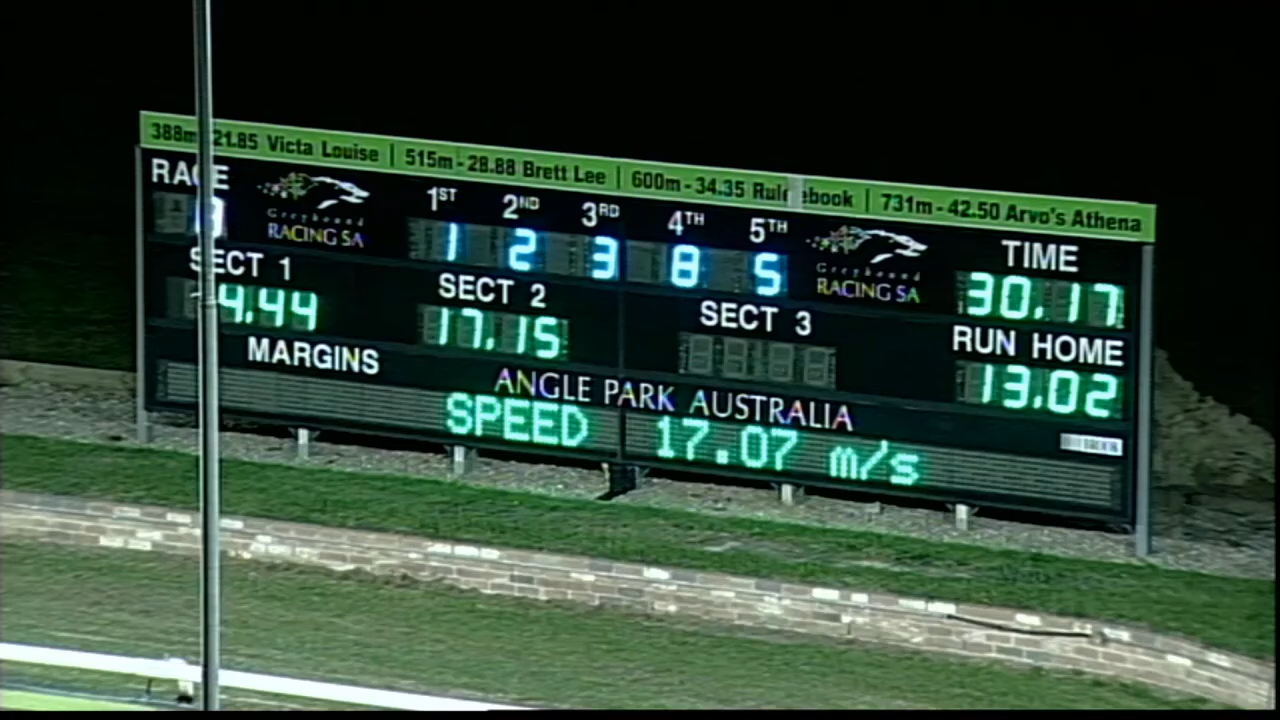 388m - 21.85 Victa Louise | 515m - 28.88 Brett Lee | 600m - 34.35 Rulebook | 731m - 42.50 Arvo's Athena
RACE
Greyhound
RACING SA
1ST 2ND 3RD 4TH 5TH
1 2 3 8 5
Greyhound
RACING SA
TIME
30.17
SECT 1
4.44
SECT 2
17.15
SECT 3
RUN HOME
13.02
MARGINS
ANGLE PARK AUSTRALIA
SPEED 17.07 m/s